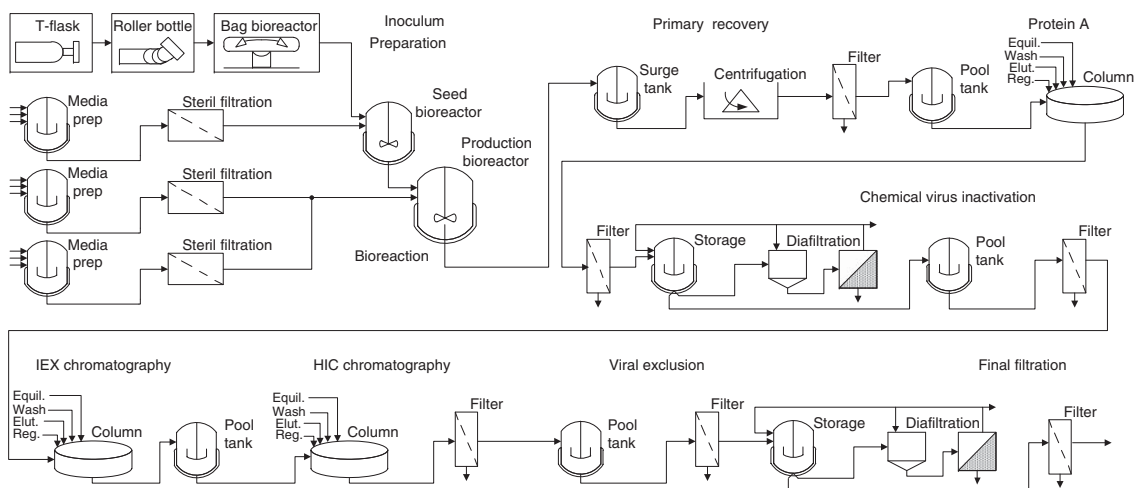 T-flask
Roller bottle
Bag bioreactor
Inoculum
Preparation
Media
prep
Steril filtration
Seed
bioreactor
Production
bioreactor
Media
prep
Steril filtration
Media
prep
Steril filtration
Bioreaction
Primary recovery
Surge
tank
Centrifugation
Filter
Pool
tank
Protein A
Equil.
Wash
Elut.
Reg.
Column
Chemical virus inactivation
Filter
Storage
Diafiltration
Pool
tank
Filter
IEX chromatography
Equil.
Wash
Elut.
Reg.
Column
Pool
tank
HIC chromatography
Equil.
Wash
Elut.
Reg.
Column
Filter
Viral exclusion
Pool
tank
Filter
Storage
Diafiltration
Final filtration
Filter